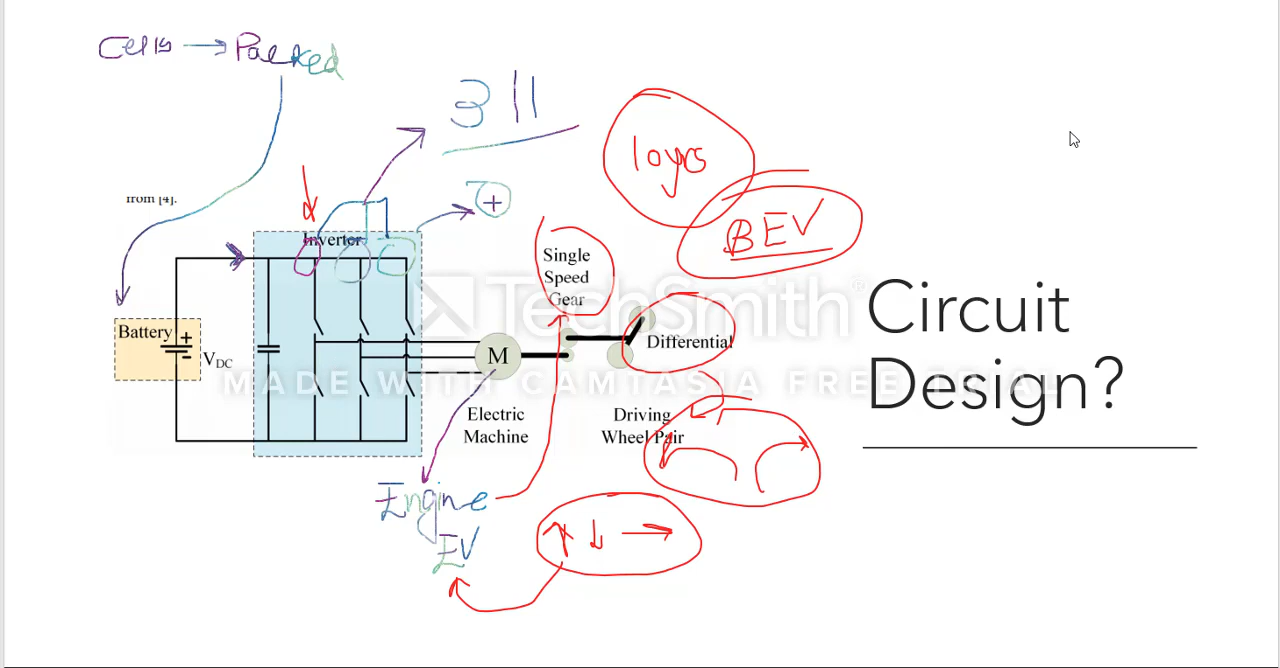 Cells → Packed
3 ||
10yrs
from [4].
+
BEV
Inverter
Single
Speed
Gear
TechSmith®
Circuit
Design?
Battery
+
VDC
M
Differential
MADE WITH CAMTASIA FREE TRIAL
Electric
Machine
Driving
Wheel Pair
Engine
EV
↑ ↓ →